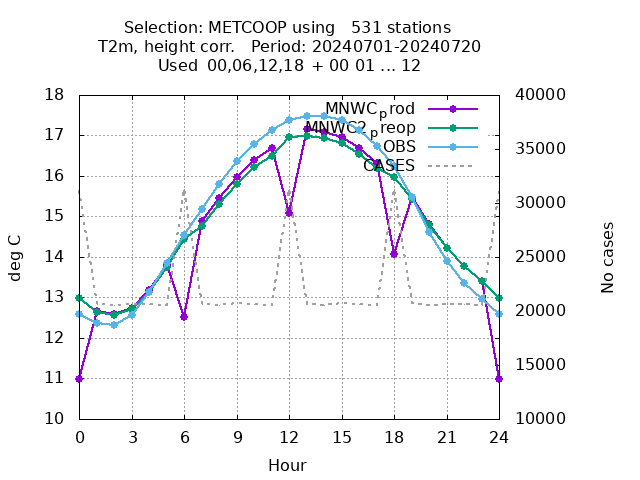 Selection: METCOOP using   531 stations
T2m, height corr.   Period: 20240701-20240720
Used  00,06,12,18  + 00 01 ... 12
deg C
18
17
16
15
14
13
12
11
10
MNWCprod
MNWC2preop
OBS
CASES
40000
35000
30000
25000
20000
15000
10000
No cases
0 3 6 9 12 15 18 21 24
Hour